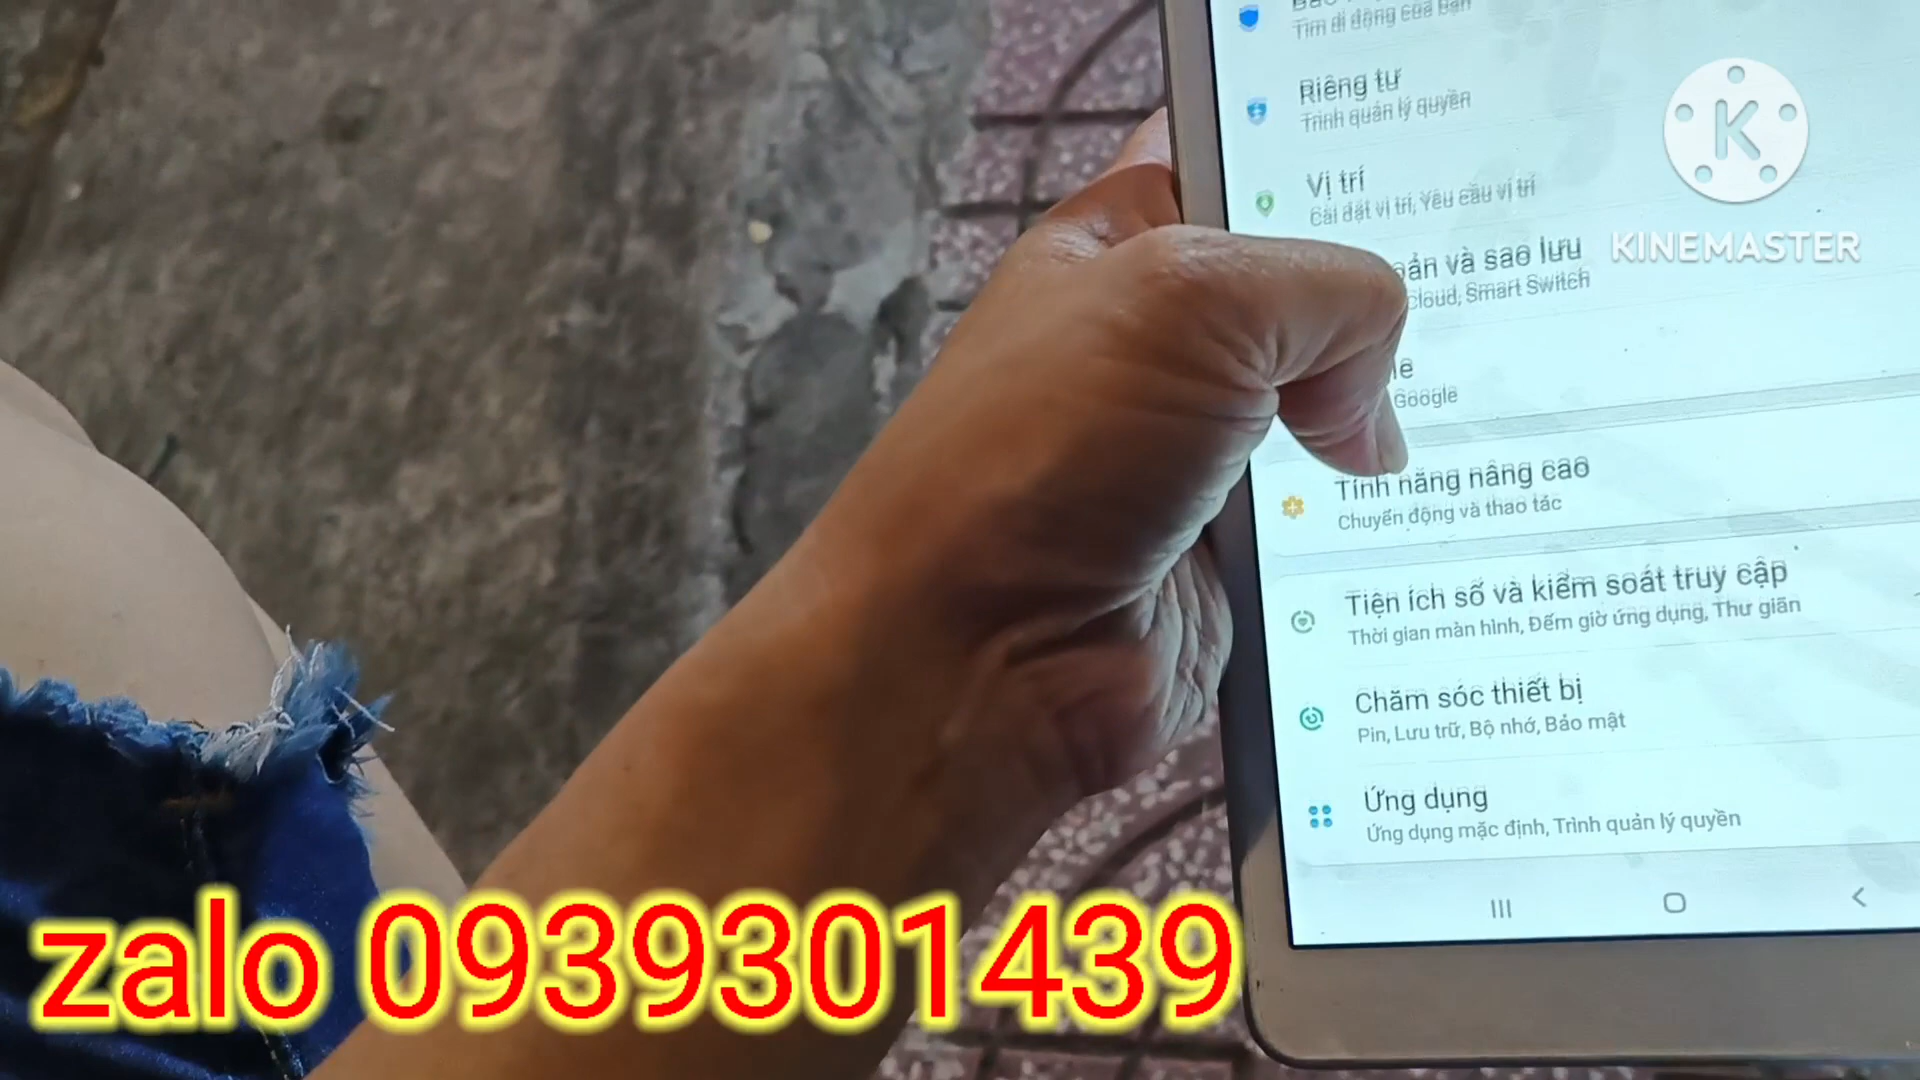 Tìm di động của bạn
Riêng tư
Trình quản lý quyền
Vị trí
Cài đặt vị trí, Yêu cầu vị trí
oản và sao lưu
cloud, Smart Switch
le
Google
Tính năng nâng cao
Chuyển động và thao tác
Tiện ích số và kiểm soát truy cập
Thời gian màn hình, Đếm giờ ứng dụng, Thư giãn
Chăm sóc thiết bị
Pin, Lưu trữ, Bộ nhớ, Bảo mật
Ứng dụng
Ứng dụng mặc định, Trình quản lý quyền
K
KINEMASTER
zalo 0939301439